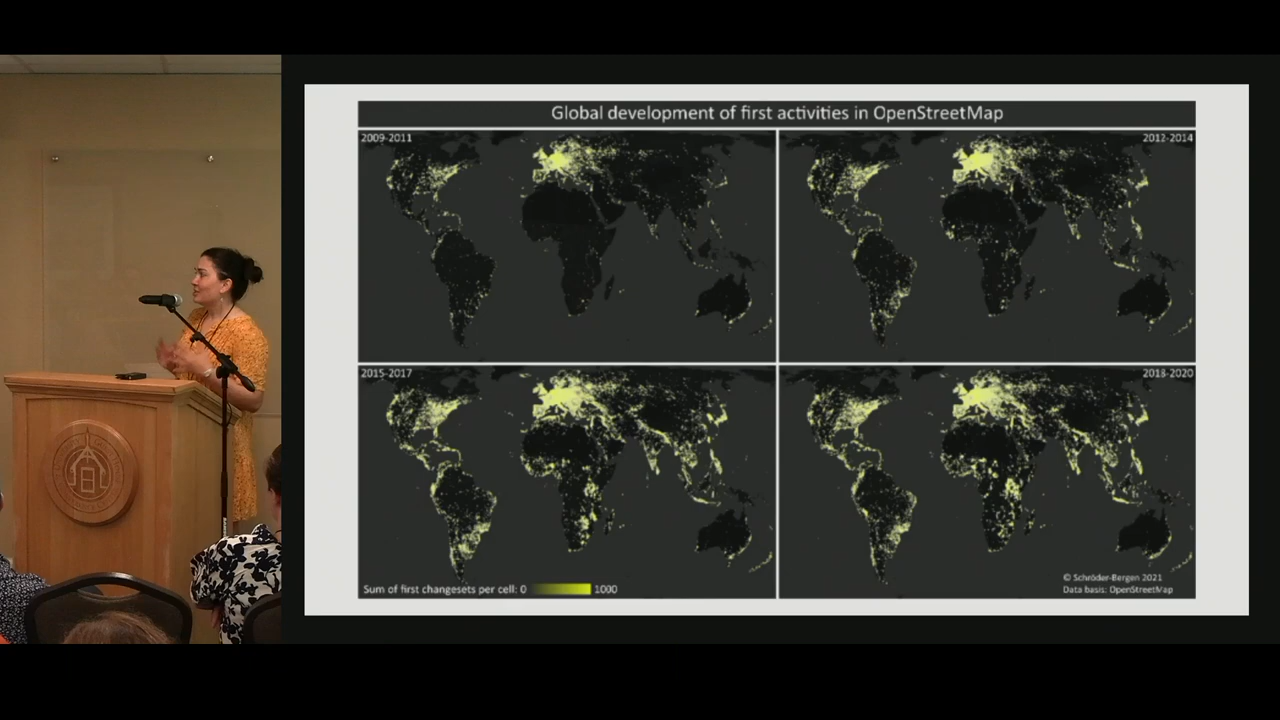 Global development of first activities in OpenStreetMap
2009-2011
2012-2014
2015-2017
2018-2020
Sum of first changesets per cell: 0 1000
© Schröder-Bergen 2021
Data basis: OpenStreetMap